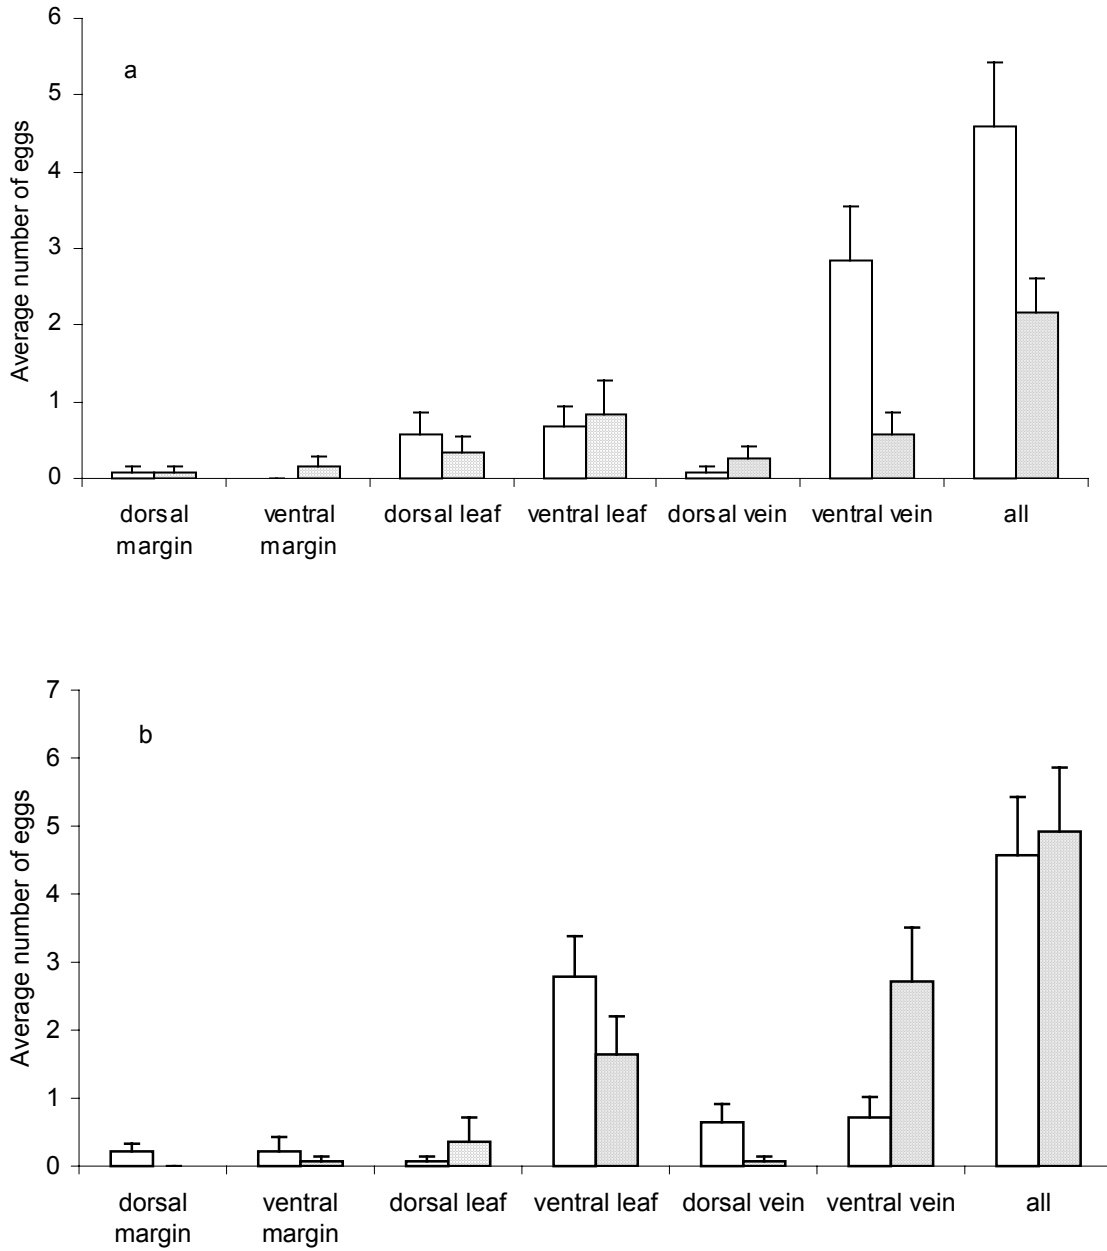 6
a
5
4
3
2
1
0
Average number of eggs
dorsal margin
ventral margin
dorsal leaf
ventral leaf
dorsal vein
ventral vein
all
7
b
6
5
4
3
2
1
0
Average number of eggs
dorsal margin
ventral margin
dorsal leaf
ventral leaf
dorsal vein
ventral vein
all